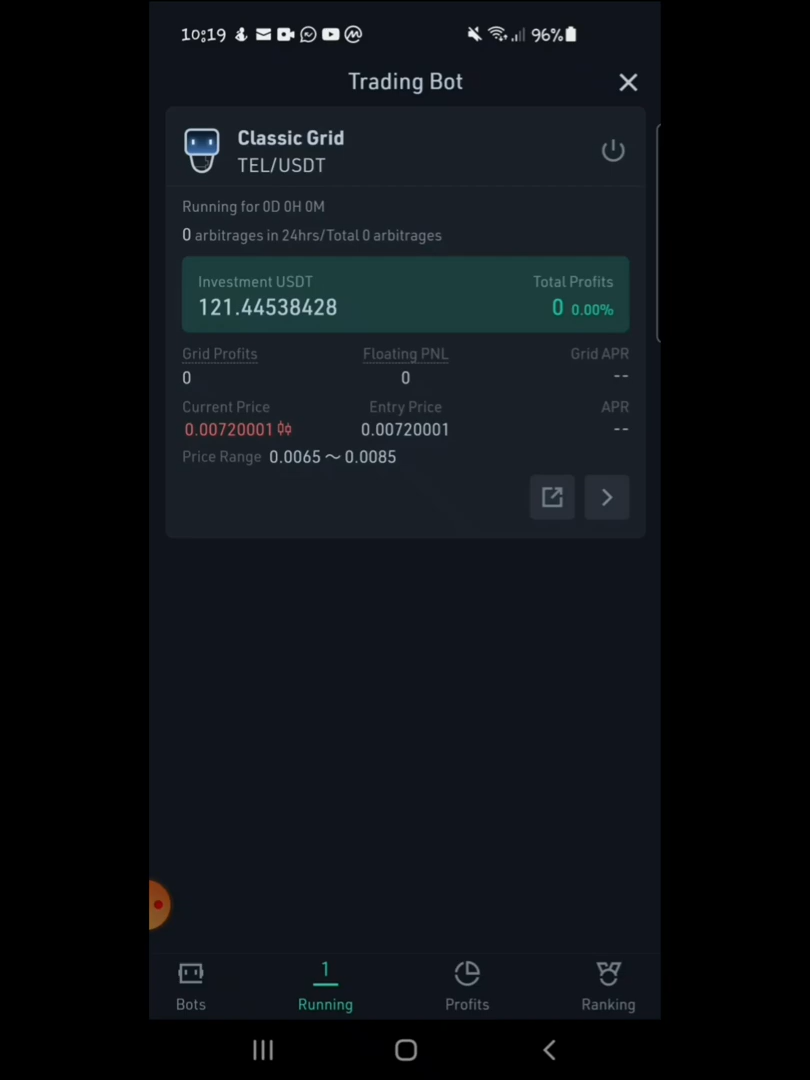 10:19 96%
Trading Bot
Classic Grid
TEL/USDT
Running for 0D 0H 0M
0 arbitrages in 24hrs/Total 0 arbitrages
Investment USDT Total Profits
121.44538428 0 0.00%
Grid Profits Floating PNL Grid APR
0 0 --
Current Price Entry Price APR
0.00720001 0.00720001 --
Price Range 0.0065 ～ 0.0085
1
Bots Running Profits Ranking